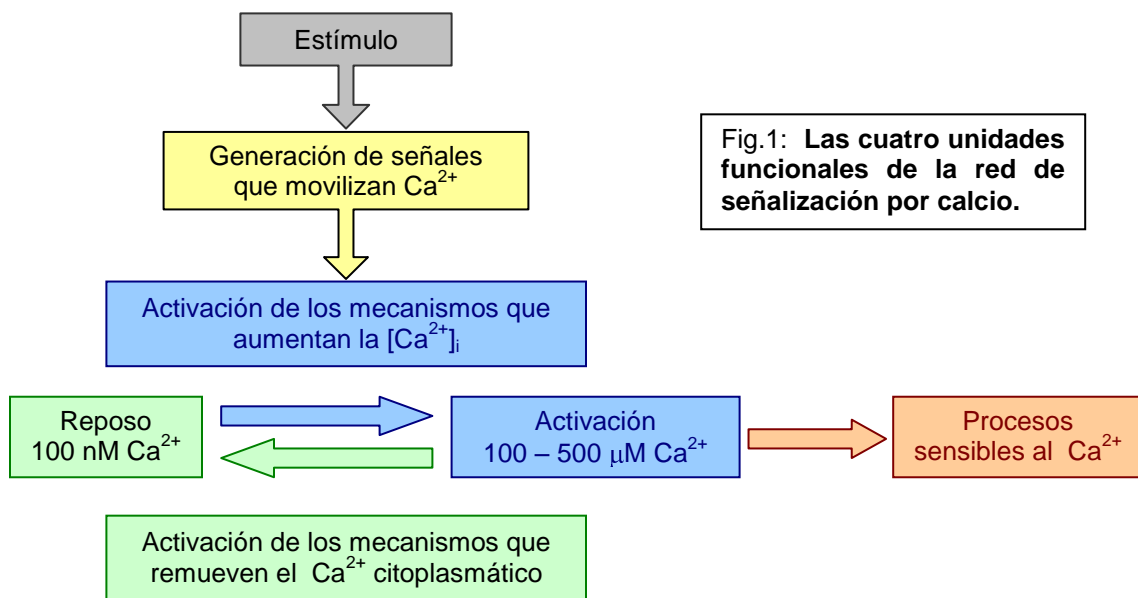 Estímulo
Generación de señales
que movilizan Ca²⁺
Fig.1: Las cuatro unidades
funcionales de la red de
señalización por calcio.
Activación de los mecanismos que
aumentan la [Ca²⁺]ᵢ
Reposo
100 nM Ca²⁺
Activación
100 – 500 μM Ca²⁺
Procesos
sensibles al Ca²⁺
Activación de los mecanismos que
remueven el Ca²⁺ citoplasmático